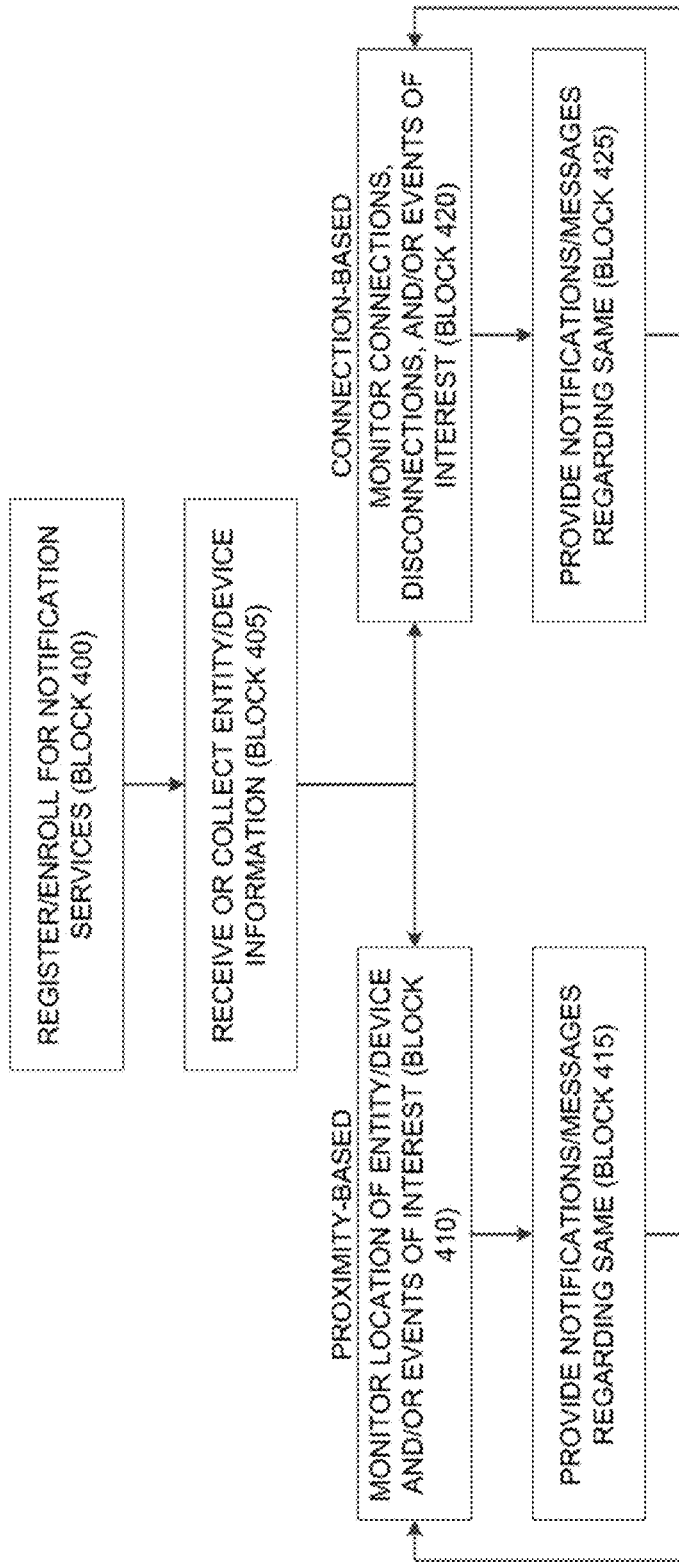 REGISTER/ENROLL FOR NOTIFICATION
SERVICES (BLOCK 400)
RECEIVE OR COLLECT ENTITY/DEVICE
INFORMATION (BLOCK 405)
PROXIMITY-BASED
MONITOR LOCATION OF ENTITY/DEVICE
AND/OR EVENTS OF INTEREST (BLOCK
410)
PROVIDE NOTIFICATIONS/MESSAGES
REGARDING SAME (BLOCK 415)
CONNECTION-BASED
MONITOR CONNECTIONS,
DISCONNECTIONS, AND/OR EVENTS OF
INTEREST (BLOCK 420)
PROVIDE NOTIFICATIONS/MESSAGES
REGARDING SAME (BLOCK 425)